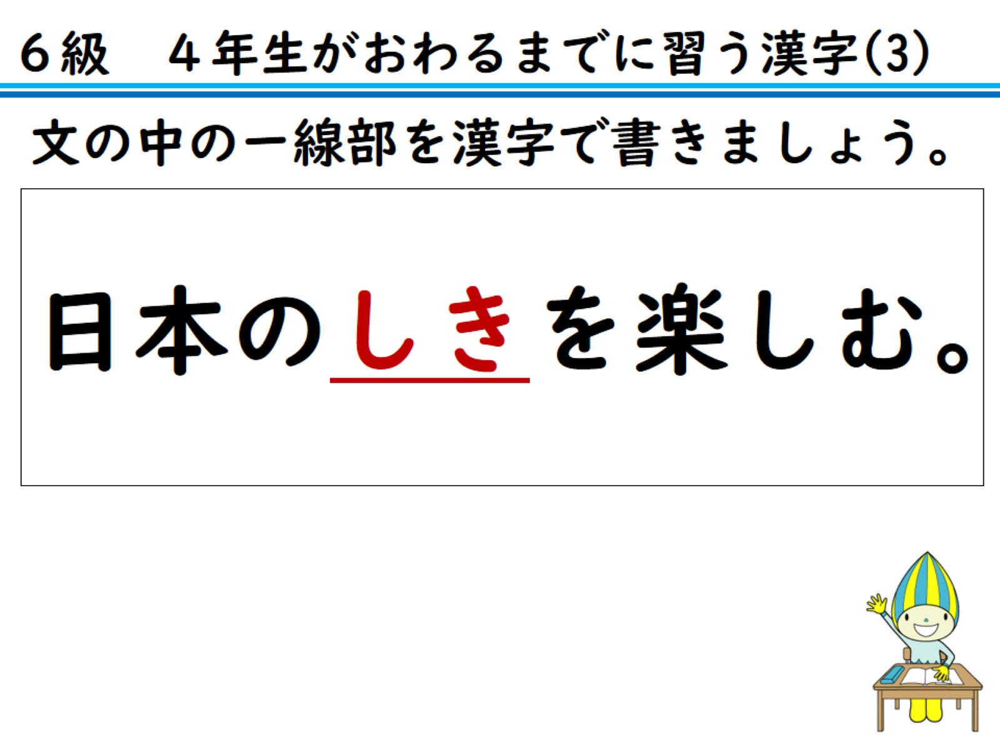 ６級　４年生がおわるまでに習う漢字(3)
文の中の一線部を漢字で書きましょう。
日本のしきを楽しむ。